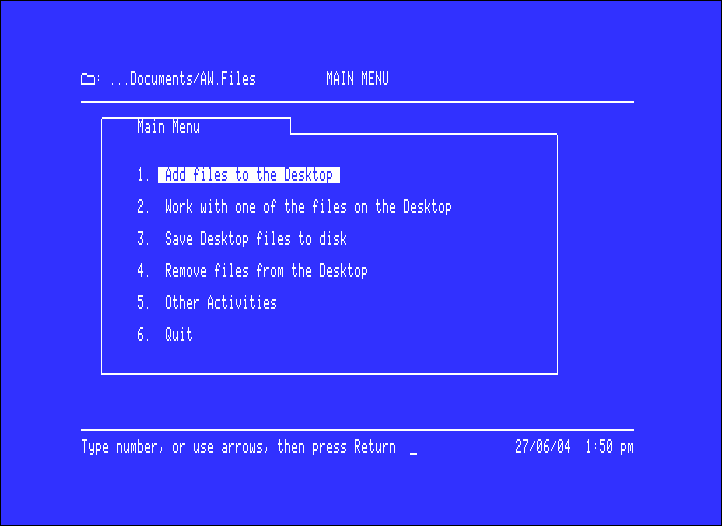 : ...Documents/AW.Files MAIN MENU
Main Menu
1. Add files to the Desktop
2. Work with one of the files on the Desktop
3. Save Desktop files to disk
4. Remove files from the Desktop
5. Other Activities
6. Quit
Type number, or use arrows, then press Return _ 27/06/04 1:50 pm